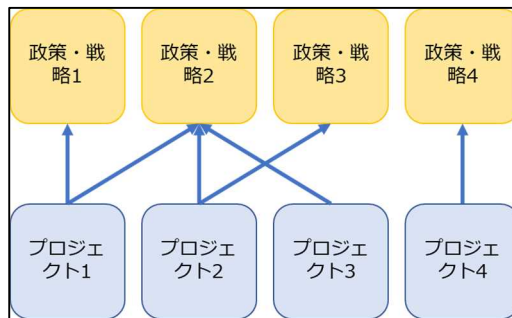 政策・戦
略1
政策・戦
略2
政策・戦
略3
政策・戦
略4
プロジェ
クト1
プロジェ
クト2
プロジェ
クト3
プロジェ
クト4